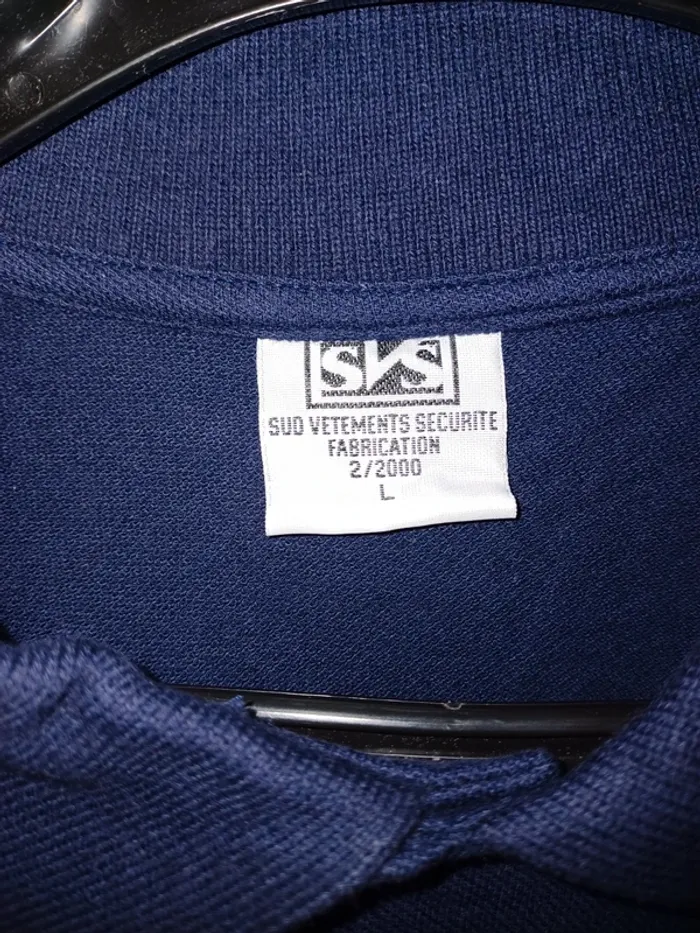 SVS
SUD VETEMENTS SECURITE
FABRICATION
2/2000
L